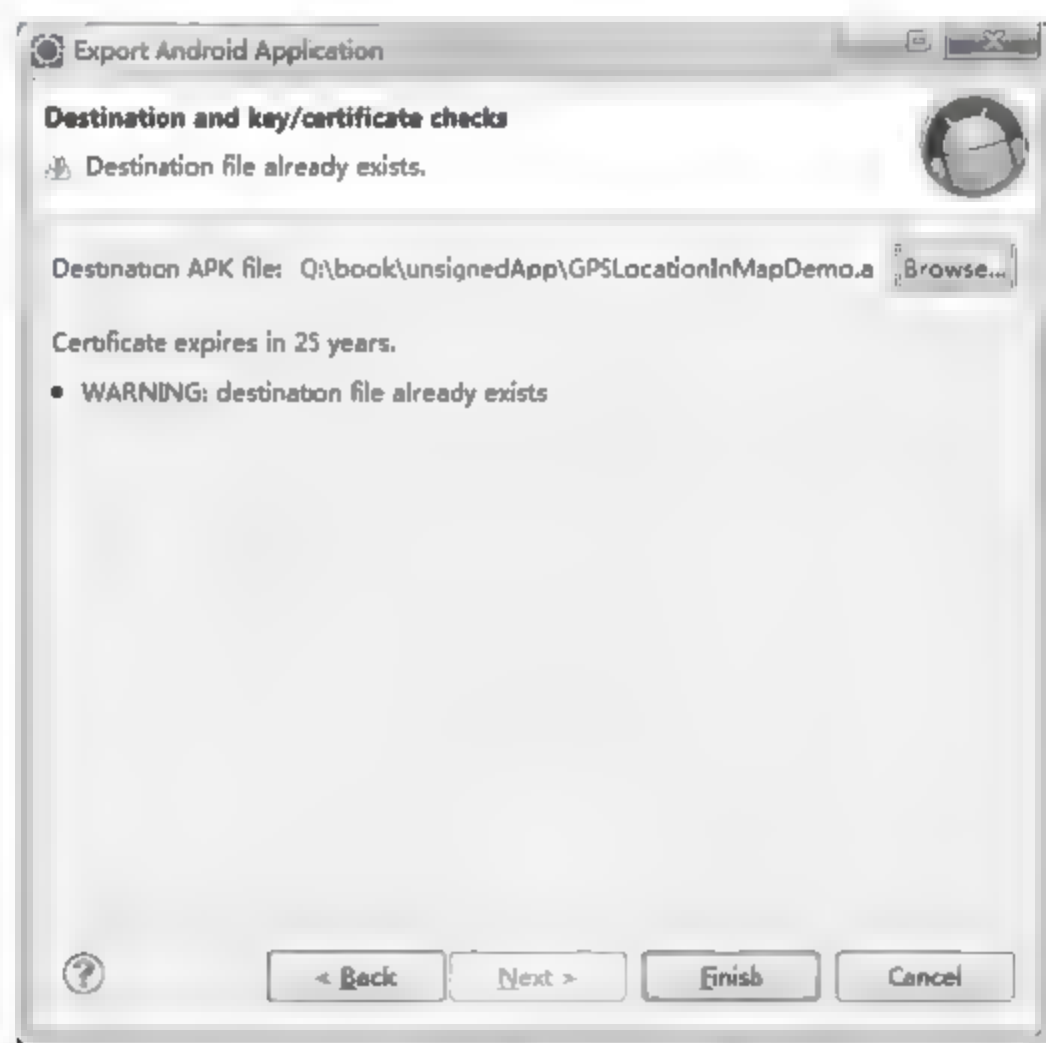 Export Android Application
Destination and key/certificate checks
Destination file already exists.
Destination APK file: Q:\book\unsignedApp\GPSLocationInMapDemo.a Browse...
Certificate expires in 25 years.
• WARNING: destination file already exists
? < Back Next > Finish Cancel